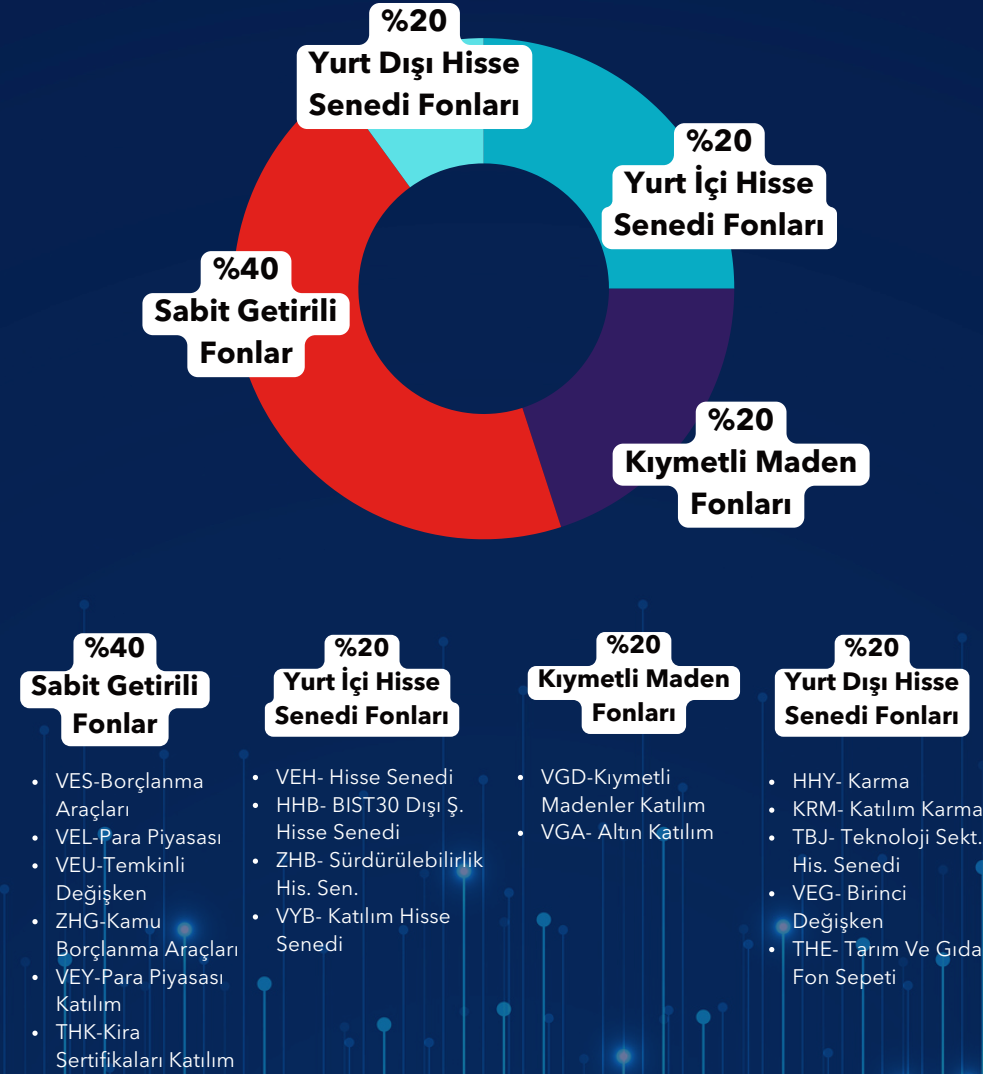 %20
Yurt Dışı Hisse
Senedi Fonları
%20
Yurt İçi Hisse
Senedi Fonları
%40
Sabit Getirili
Fonlar
%20
Kıymetli Maden
Fonları
%40
Sabit Getirili
Fonlar
• VES-Borçlanma
Araçları
• VEL-Para Piyasası
• VEU-Temkinli
Değişken
• ZHG-Kamu
Borçlanma Araçları
• VEY-Para Piyasası
Katılım
• THK-Kira
Sertifikaları Katılım
%20
Yurt İçi Hisse
Senedi Fonları
• VEH- Hisse Senedi
• HHB- BIST30 Dışı Ş.
Hisse Senedi
• ZHB- Sürdürülebilirlik
His. Sen.
• VYB- Katılım Hisse
Senedi
%20
Kıymetli Maden
Fonları
• VGD-Kıymetli
Madenler Katılım
• VGA- Altın Katılım
%20
Yurt Dışı Hisse
Senedi Fonları
• HHY- Karma
• KRM- Katılım Karma
• TBJ- Teknoloji Sekt.
His. Senedi
• VEG- Birinci
Değişken
• THE- Tarım Ve Gıda
Fon Sepeti